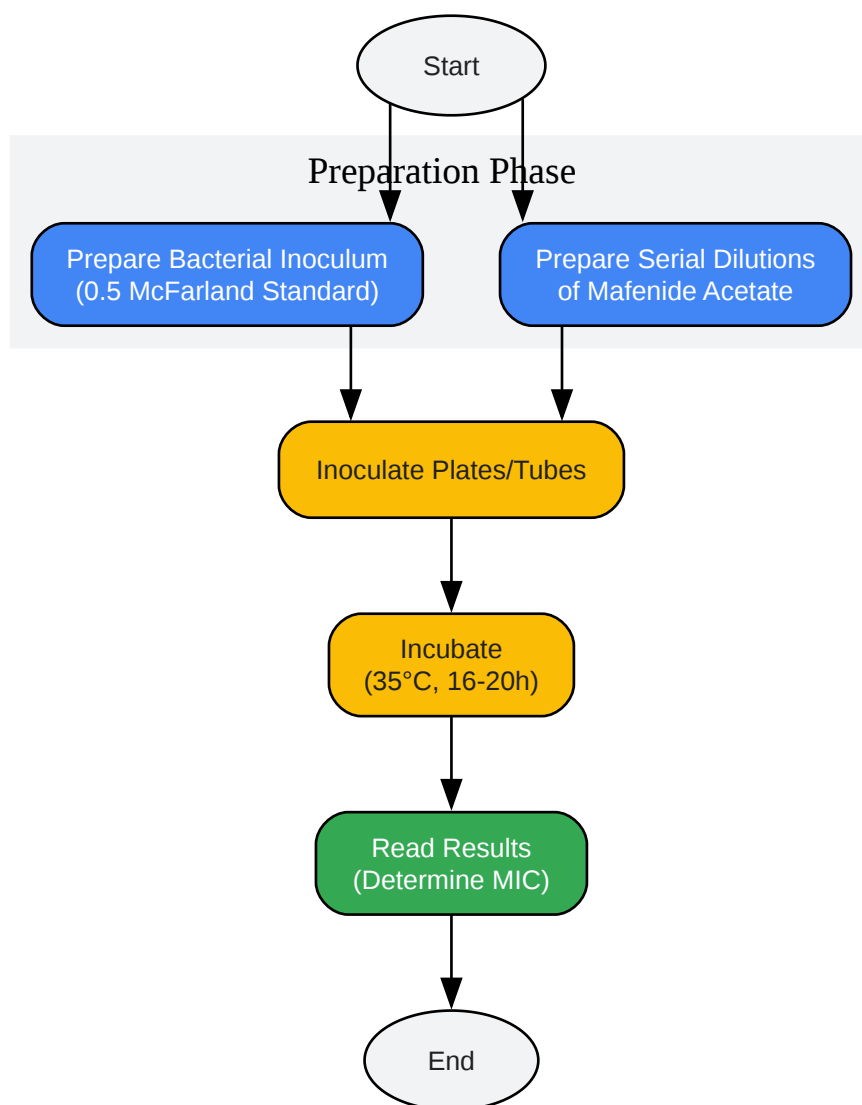 Start
Preparation Phase
Prepare Bacterial Inoculum
(0.5 McFarland Standard)
Prepare Serial Dilutions
of Mafenide Acetate
Inoculate Plates/Tubes
Incubate
(35°C, 16-20h)
Read Results
(Determine MIC)
End